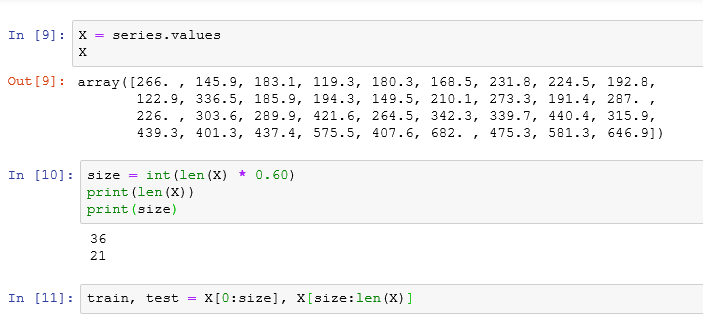 In [9]: X = series.values
X
Out[9]: array([266. , 145.9, 183.1, 119.3, 180.3, 168.5, 231.8, 224.5, 192.8,
122.9, 336.5, 185.9, 194.3, 149.5, 210.1, 273.3, 191.4, 287. ,
226. , 303.6, 289.9, 421.6, 264.5, 342.3, 339.7, 440.4, 315.9,
439.3, 401.3, 437.4, 575.5, 407.6, 682. , 475.3, 581.3, 646.9])
In [10]: size = int(len(X) * 0.60)
print(len(X))
print(size)
36
21
In [11]: train, test = X[0:size], X[size:len(X)]